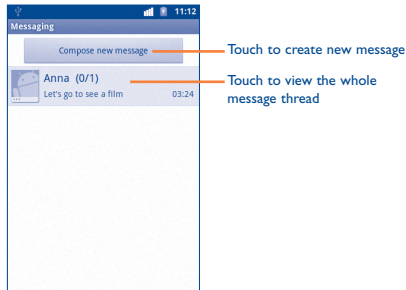 11:12
Messaging
Compose new message
Touch to create new message
Anna (0/1)
Let's go to see a film 03:24
Touch to view the whole
message thread